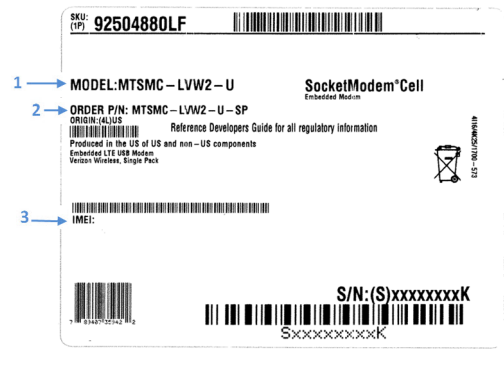 SKU:
(1P) 92504880LF
1
MODEL:MTSMC-LVW2-U
SocketModem®Cell
Embedded Modem
2
ORDER P/N: MTSMC-LVW2-U-SP
ORIGIN:(4L)US
Reference Developers Guide for all regulatory information
Produced in the US of US and non-US components
Embedded LTE USB Modem
Verizon Wireless, Single Pack
3
IMEI:
S/N:(S)xxxxxxxxK
SxxxxxxxxK